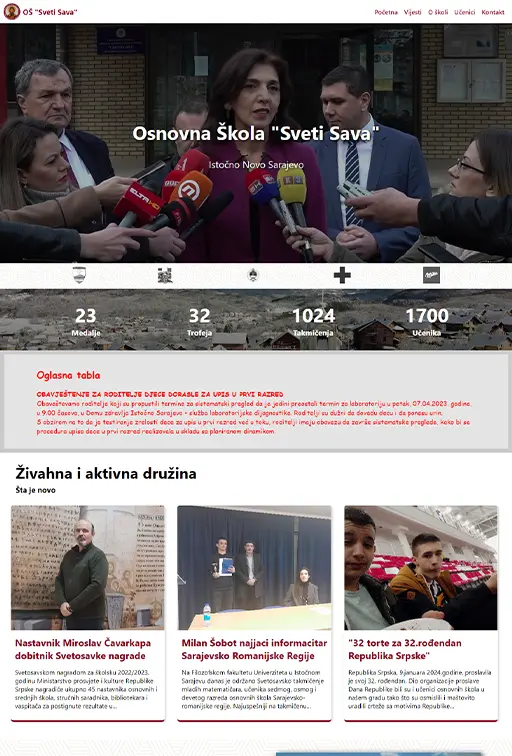 OŠ "Sveti Sava"
Početna Vijesti O školi Učenici Kontakt
Osnovna Škola "Sveti Sava"
Istočno Novo Sarajevo
23 32 1024 1700
Medalje Trofeja Takmičenja Učenika
Oglasna tabla
OBAVJEŠTENJE ZA RODITELJE DJECE DORASLE ZA UPIS U PRVI RAZRED
Obavještavamo roditelje koji su propustili termine za sistematski pregled da je jedini preostali termin za laboratoriju u petak, 07.04.2023. godine,
u 9.00 časova, u Domu zdravlja Istočno Sarajevo - služba laboratorijske dijagnostike. Roditelji su dužni da dovedu djecu i da ponesu urin.
S obzirom na to da je testiranje zrelosti djece za upis u prvi razred već u toku, roditelji imaju obavezu da završe sistematske preglede, kako bi se
procedura upisa djece u prvi razred realizovala u skladu sa planiranom dinamikom.
Živahna i aktivna družina
Šta je novo
Nastavnik Miroslav Čavarkapa
dobitnik Svetosavke nagrade
Svetosavskom nagradom za školsku 2022/2023.
godinu Ministarstvo prosvjete i kulture Republike
Srpske nagradiće ukupno 45 nastavnika osnovnih i
srednjih škola, stručnih saradnika, bibliotekara i
vaspitača za postignute rezultate u...
Milan Šobot najjaci informacitar
Sarajevsko Romanijske Regije
Na Filozofskom fakultetu Univerziteta u Istočnom
Sarajevu danas je održano Svetosavsko takmičenje
mladih matematičara, učenika sedmog, osmog i
devetog razreda osnovnih škola Sarajevsko-
romanijske regije. Najuspešniji na takmičenju...
"32 torte za 32.rođendan
Republika Srpske"
Republika Srpska, 9.januara 2024.godine, proslavila
je svoj 32. rođendan. Dio organizacije proslave
Dana Republike bili su i učenici osnovnih škola u
našem gradu tako što su osmislili i maštovito
uradili orteže sa motivima Republike...